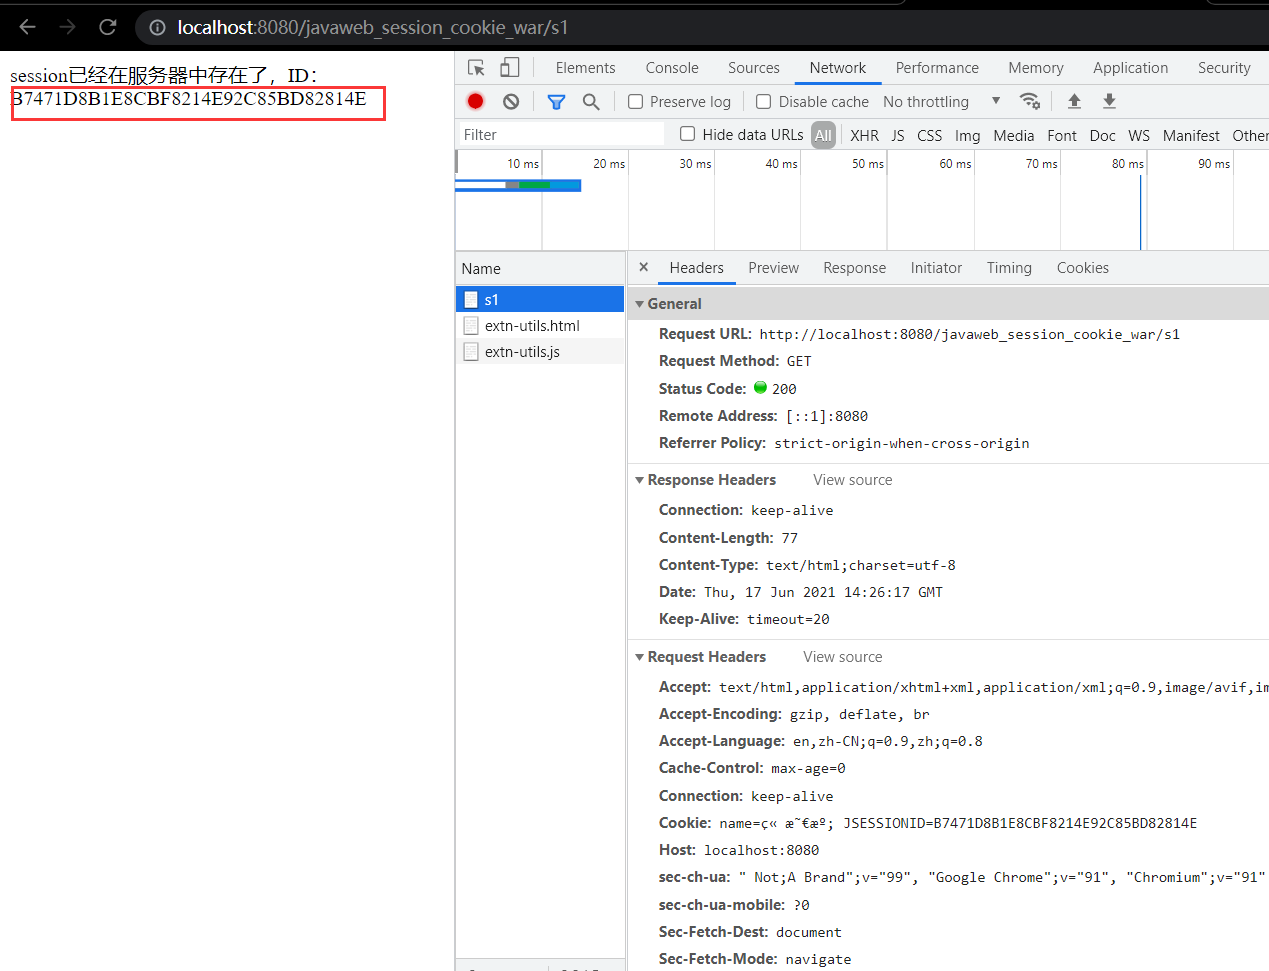 localhost:8080/javaweb_session_cookie_war/s1
session已经在服务器中存在了，ID：
B7471D8B1E8CBF8214E92C85BD82814E
Elements Console Sources Network Performance Memory Application Security
Preserve log Disable cache No throttling
Filter Hide data URLs All XHR JS CSS Img Media Font Doc WS Manifest Other
10 ms 20 ms 30 ms 40 ms 50 ms 60 ms 70 ms 80 ms 90 ms
Name
s1
extn-utils.html
extn-utils.js
× Headers Preview Response Initiator Timing Cookies
General
Request URL: http://localhost:8080/javaweb_session_cookie_war/s1
Request Method: GET
Status Code: 200
Remote Address: [::1]:8080
Referrer Policy: strict-origin-when-cross-origin
Response Headers View source
Connection: keep-alive
Content-Length: 77
Content-Type: text/html;charset=utf-8
Date: Thu, 17 Jun 2021 14:26:17 GMT
Keep-Alive: timeout=20
Request Headers View source
Accept: text/html,application/xhtml+xml,application/xml;q=0.9,image/avif,im
Accept-Encoding: gzip, deflate, br
Accept-Language: en,zh-CN;q=0.9,zh;q=0.8
Cache-Control: max-age=0
Connection: keep-alive
Cookie: name=ç« æ˜€æº; JSESSIONID=B7471D8B1E8CBF8214E92C85BD82814E
Host: localhost:8080
sec-ch-ua: " Not;A Brand";v="99", "Google Chrome";v="91", "Chromium";v="91"
sec-ch-ua-mobile: ?0
Sec-Fetch-Dest: document
Sec-Fetch-Mode: navigate